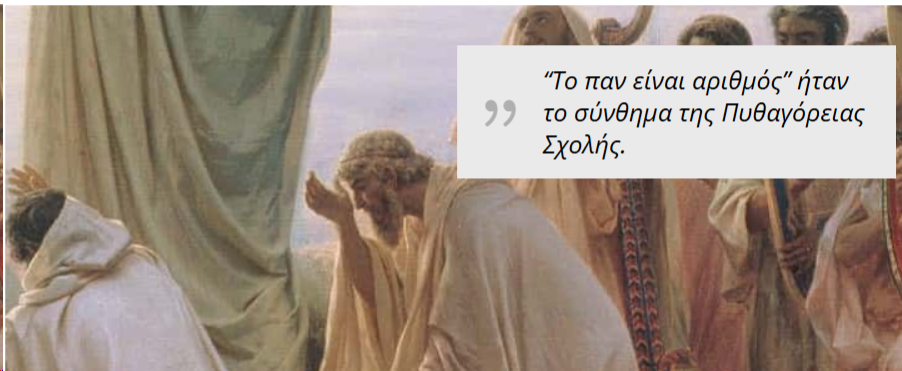 “Το παν είναι αριθμός” ήταν
το σύνθημα της Πυθαγόρειας
Σχολής.